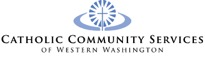 CATHOLIC COMMUNITY SERVICES
OF WESTERN WASHINGTON